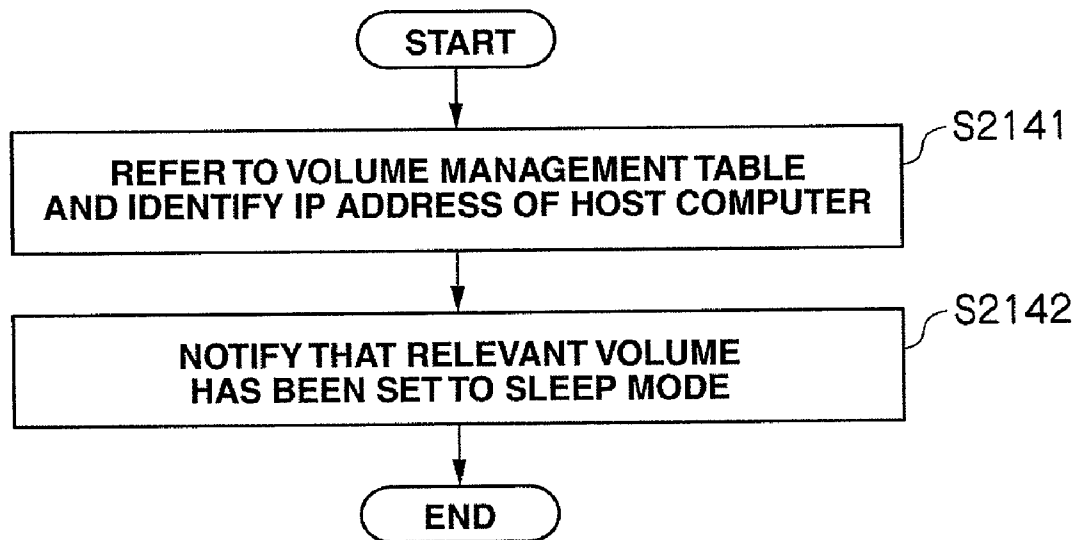 START
S2141
REFER TO VOLUME MANAGEMENT TABLE
AND IDENTIFY IP ADDRESS OF HOST COMPUTER
S2142
NOTIFY THAT RELEVANT VOLUME
HAS BEEN SET TO SLEEP MODE
END